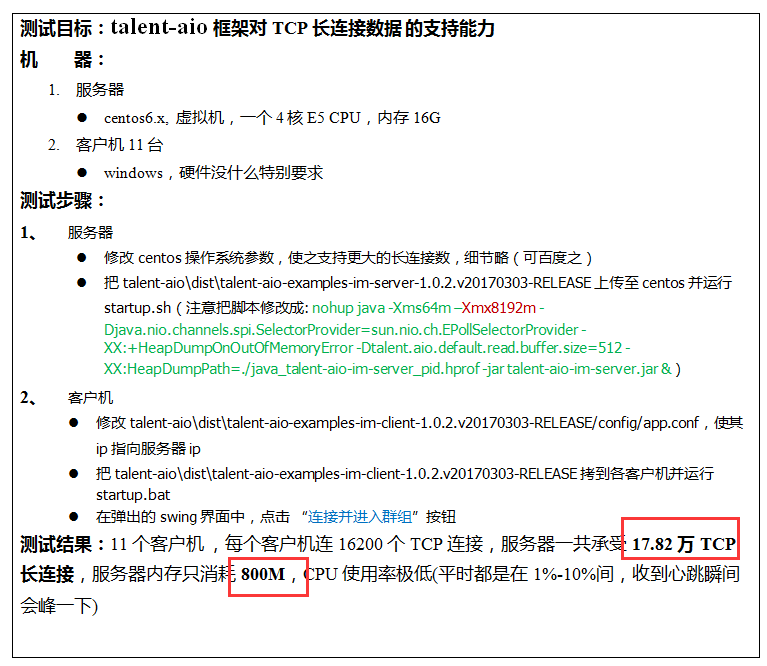 测试目标：talent-aio 框架对 TCP 长连接数据的支持能力
机 器：
1. 服务器
● centos6.x, 虚拟机，一个 4 核 E5 CPU，内存 16G
2. 客户机 11 台
● windows，硬件没什么特别要求
测试步骤：
1、 服务器
● 修改 centos 操作系统参数，使之支持更大的长连接数，细节略（可百度之）
● 把 talent-aio\dist\talent-aio-examples-im-server-1.0.2.v20170303-RELEASE 上传至 centos 并运行
startup.sh（注意把脚本修改成: nohup java -Xms64m –Xmx8192m -
Djava.nio.channels.spi.SelectorProvider=sun.nio.ch.EPollSelectorProvider -
XX:+HeapDumpOnOutOfMemoryError -Dtalent.aio.default.read.buffer.size=512 -
XX:HeapDumpPath=./java_talent-aio-im-server_pid.hprof -jar talent-aio-im-server.jar & ）
2、 客户机
● 修改 talent-aio\dist\talent-aio-examples-im-client-1.0.2.v20170303-RELEASE/config/app.conf，使其
ip 指向服务器 ip
● 把 talent-aio\dist\talent-aio-examples-im-client-1.0.2.v20170303-RELEASE 拷到各客户机并运行
startup.bat
● 在弹出的 swing 界面中，点击 “连接并进入群组” 按钮
测试结果：11 个客户机 ，每个客户机连 16200 个 TCP 连接，服务器一共承受 17.82 万 TCP
长连接，服务器内存只消耗 800M，CPU 使用率极低(平时都是在 1%-10%间，收到心跳瞬间
会峰一下)